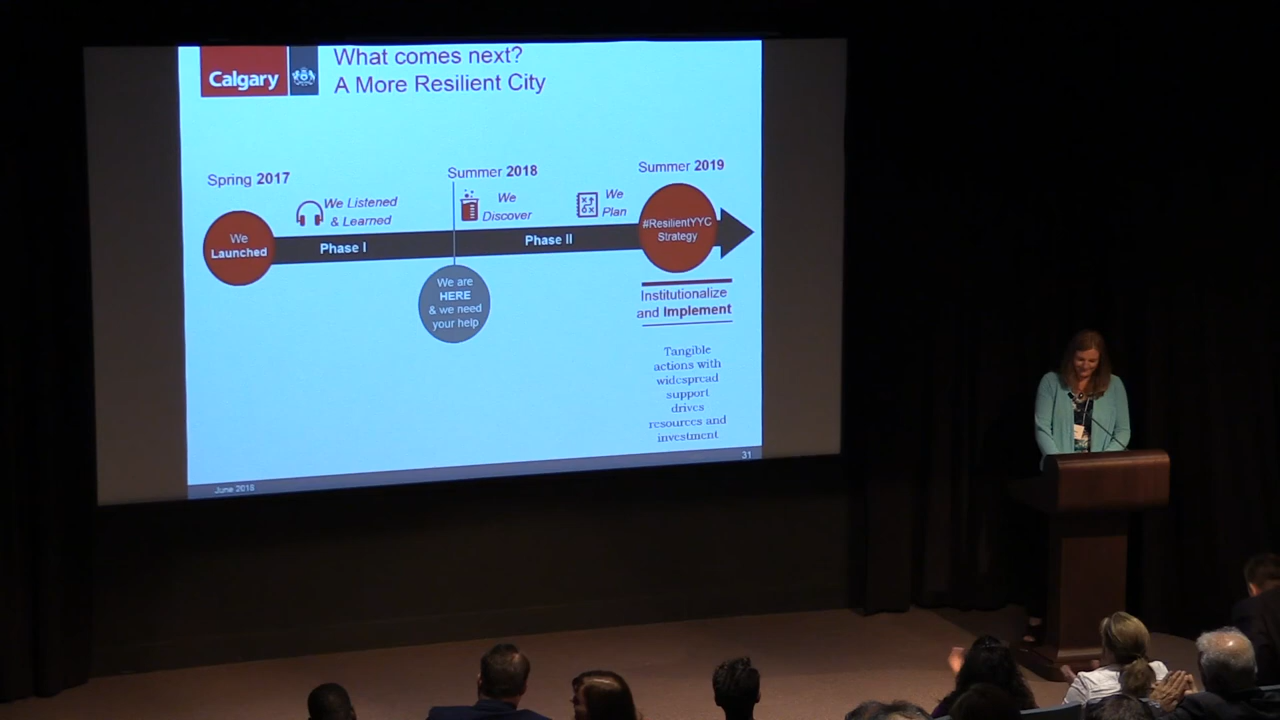 Calgary
What comes next?
A More Resilient City
Spring 2017
Summer 2018
Summer 2019
We Listened
& Learned
We
Discover
We
Plan
We
Launched
Phase I
Phase II
#ResilientYYC
Strategy
We are
HERE
& we need
your help
Institutionalize
and Implement
Tangible
actions with
widespread
support
drives
resources and
investment
31
June 2018